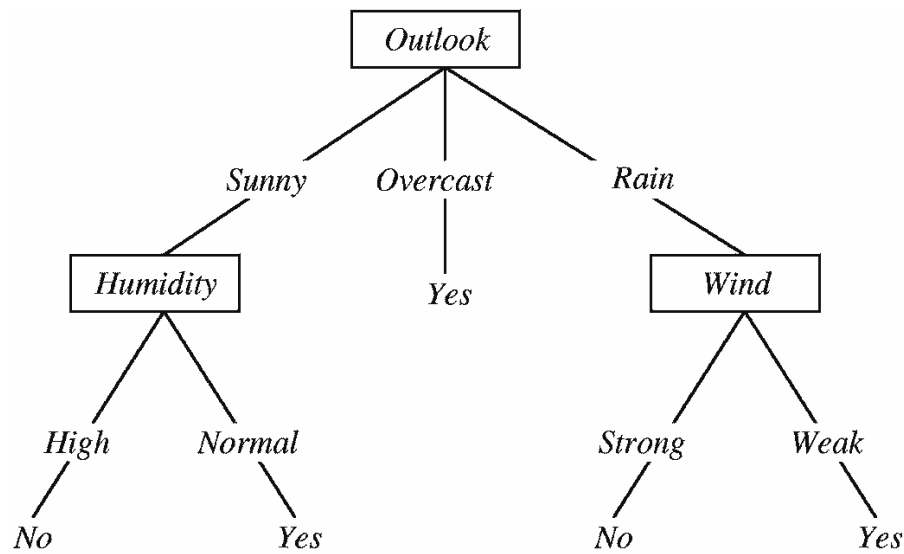 Outlook
Sunny Overcast Rain
Humidity Yes Wind
High Normal Strong Weak
No Yes No Yes